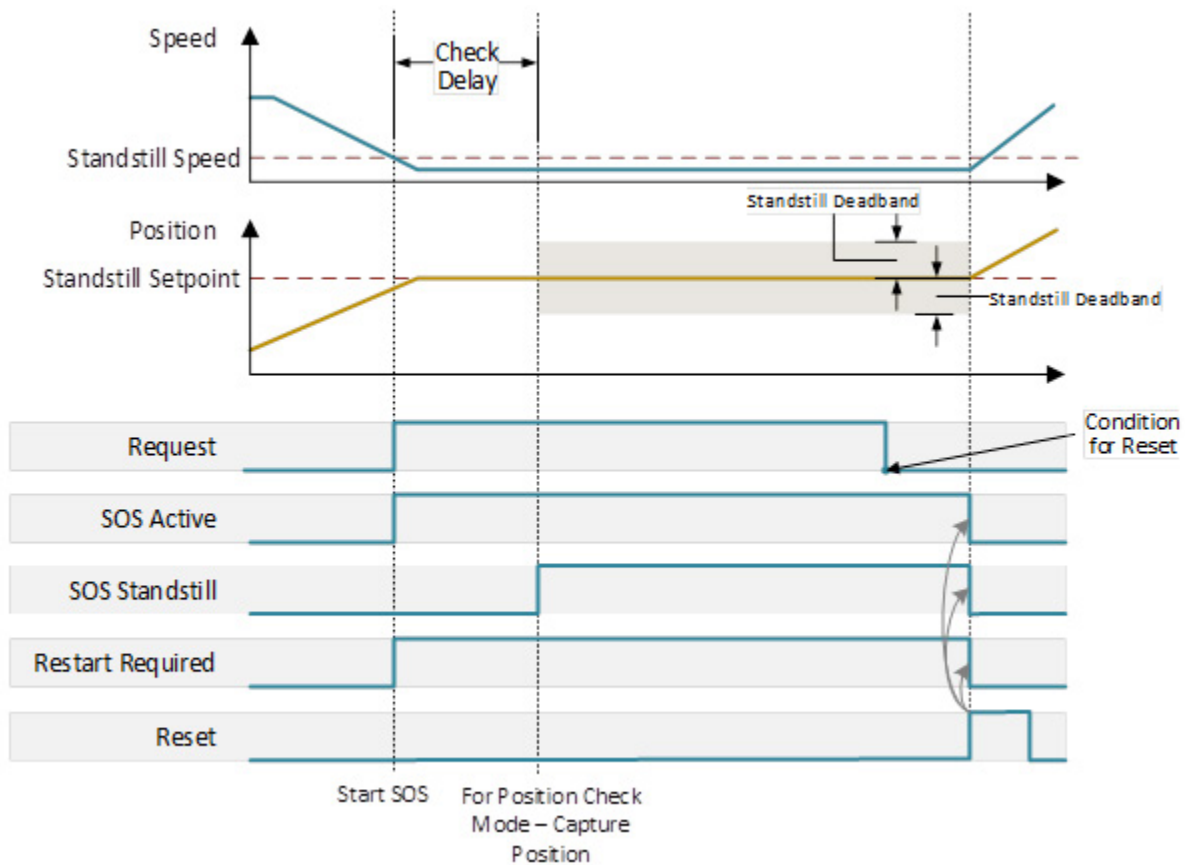 Speed
Check
Delay
Standstill Speed
Standstill Deadband
Position
Standstill Setpoint
Standstill Deadband
Condition
for Reset
Request
SOS Active
SOS Standstill
Restart Required
Reset
Start SOS
For Position Check
Mode – Capture
Position